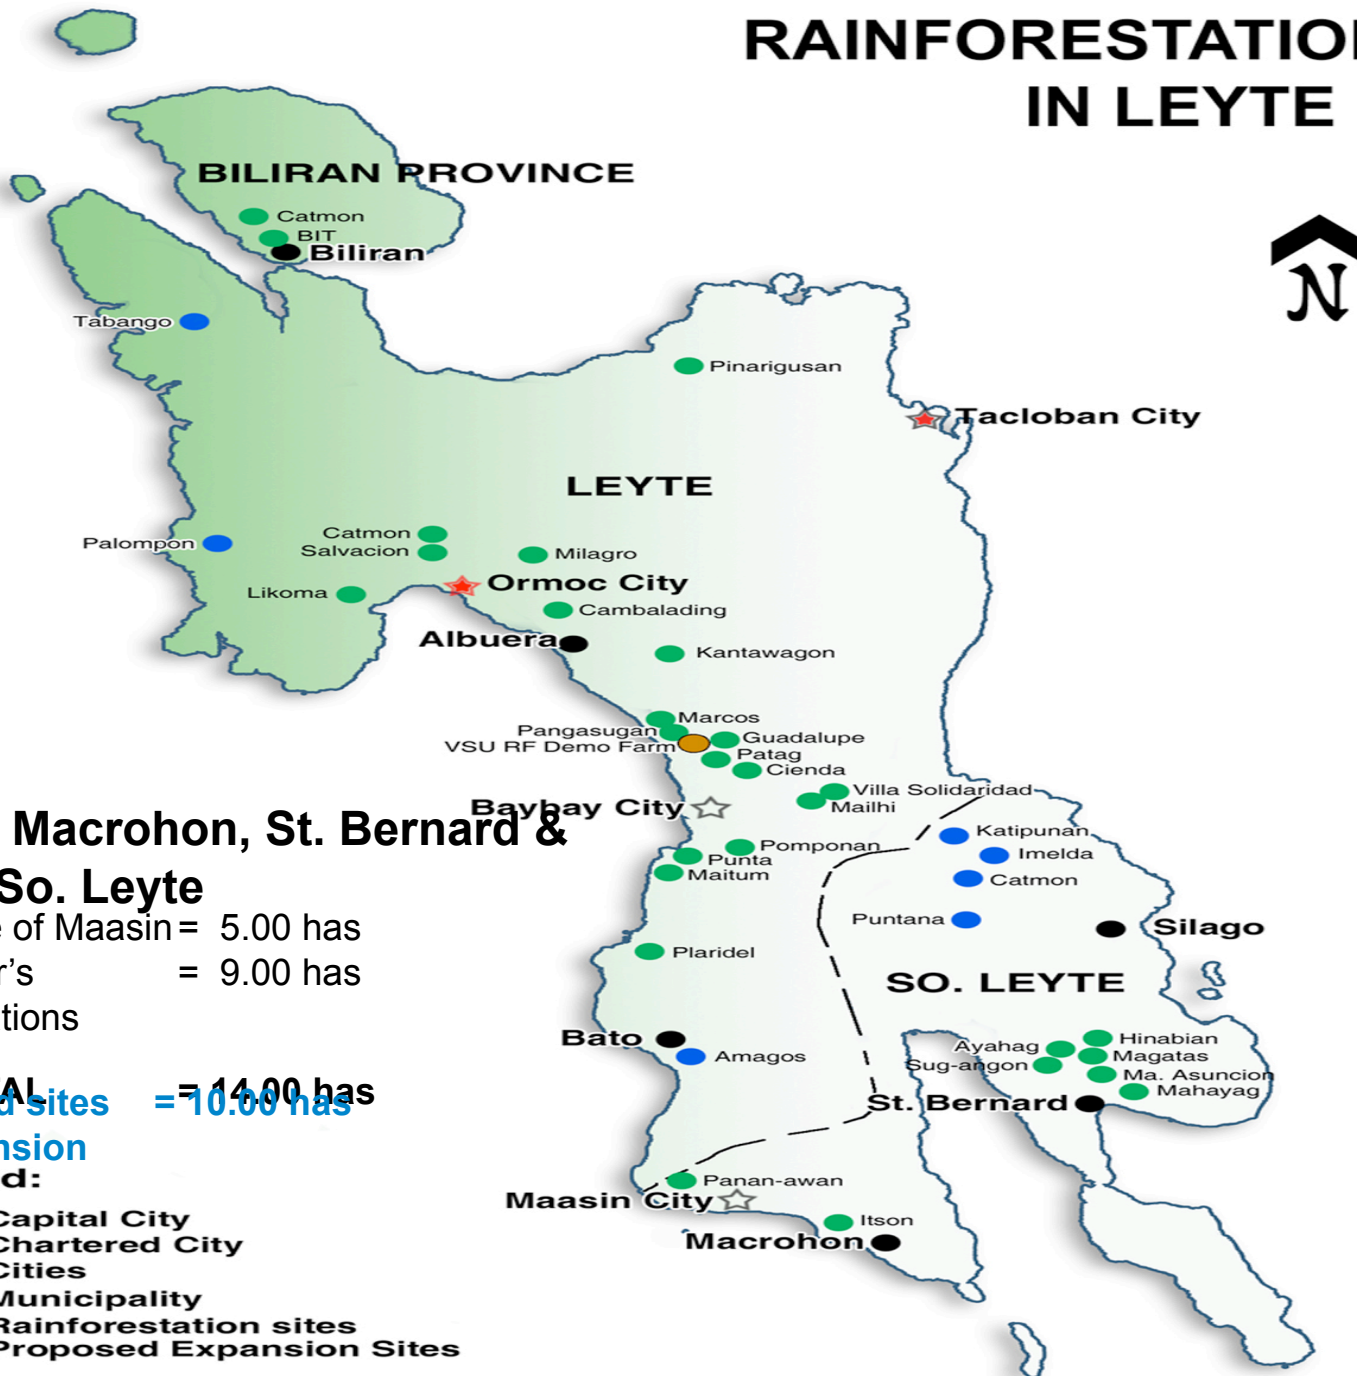 RAINFORESTATION
IN LEYTE
BILIRAN PROVINCE
Catmon
BIT
Biliran
N
Tabango
Pinarigusan
Tacloban City
LEYTE
Palompon
Catmon
Salvacion
Milagro
Likoma
Ormoc City
Cambalading
Albuera
Kantawagon
Marcos
Pangasugan
Guadalupe
VSU RF Demo Farm
Patag
Cienda
Villa Solidaridad
Mailhi
Baybay City
Macrohon, St. Bernard &
So. Leyte
Katipunan
Imelda
Catmon
Puntana
Silago
Pomponan
Punta
Maitum
e of Maasin = 5.00 has
r's = 9.00 has
tions
Plaridel
SO. LEYTE
Bato
Amagos
Hinabian
Ayahag
Magatas
Sug-angon
Ma. Asuncion
Mahayag
St. Bernard
AL = 14.00 has
d sites = 10.00 has
nsion
d:
Panan-awan
Maasin City
Itson
Macrohon
Capital City
Chartered City
Cities
Municipality
Rainforestation sites
Proposed Expansion Sites